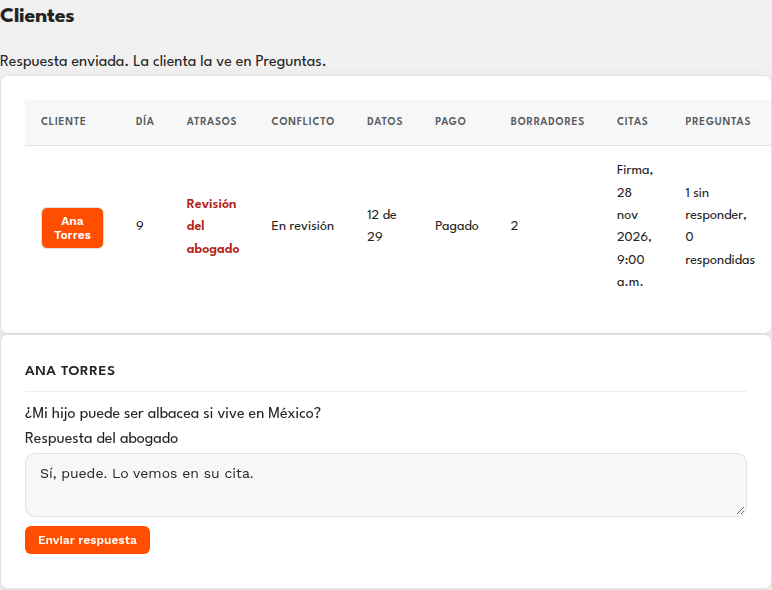 Clientes
Respuesta enviada. La clienta la ve en Preguntas.
CLIENTE DÍA ATRASOS CONFLICTO DATOS PAGO BORRADORES CITAS PREGUNTAS
Ana
Torres
9
Revisión
del
abogado
En revisión
12 de
29
Pagado
2
Firma,
28
nov
2026,
9:00
a.m.
1 sin
responder,
0
respondidas
ANA TORRES
¿Mi hijo puede ser albacea si vive en México?
Respuesta del abogado
Sí, puede. Lo vemos en su cita.
Enviar respuesta